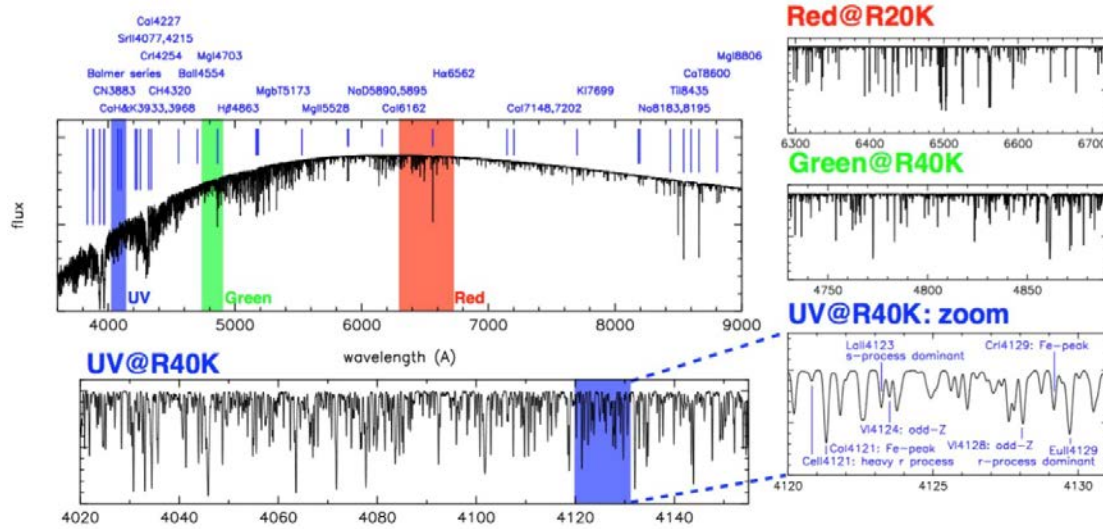 CaI4227
SrII4077,4215
CrI4254 MgI4703
Balmer series BaII4554
CN3883 CH4320 MgbT5173 NaD5890,5895 Hα6562 KI7699 TiI8435
CaH&K3933,3968 Hβ4863 MgII5528 CaI6162 CaI7148,7202 Na8183,8195
MgI8806
CaT8600
flux
UV Green Red
4000 5000 6000 7000 8000 9000
wavelength (A)
Red@R20K
6300 6400 6500 6600 6700
Green@R40K
4750 4800 4850
UV@R40K
4020 4040 4060 4080 4100 4120 4140
UV@R40K: zoom
LaII4123
s-process dominant
CrI4129: Fe-peak
VI4124: odd-Z
VI4128: odd-Z
EuII4129
CoI4121: Fe-peak
r-process dominant
CeII4121: heavy r process
4120 4125 4130